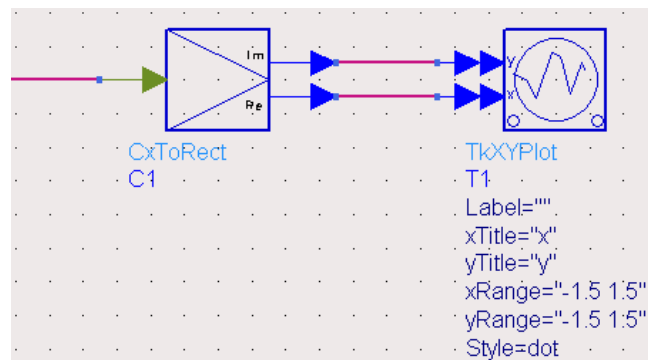 Im
y
x
Re
CxToRect
TkXYPlot
C1
T1
Label=""
xTitle="x"
yTitle="y"
xRange="-1.5 1.5"
yRange="-1.5 1.5"
Style=dot